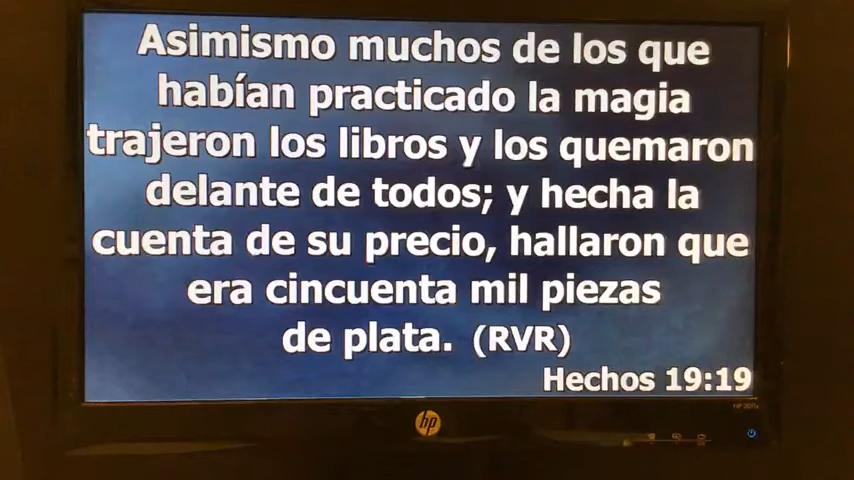 Asimismo muchos de los que
habían practicado la magia
trajeron los libros y los quemaron
delante de todos; y hecha la
cuenta de su precio, hallaron que
era cincuenta mil piezas
de plata. (RVR)
Hechos 19:19
hp